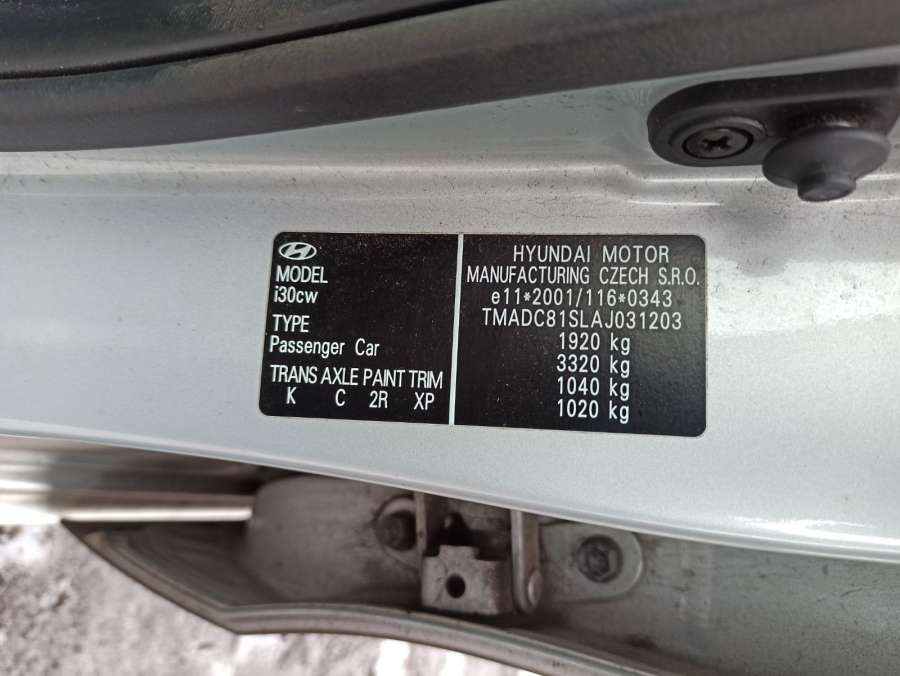 MODEL
i30cw
TYPE
Passenger Car
TRANS AXLE PAINT TRIM
K C 2R XP
HYUNDAI MOTOR
MANUFACTURING CZECH S.R.O.
e11*2001/116*0343
TMADC81SLAJ031203
1920 kg
3320 kg
1040 kg
1020 kg